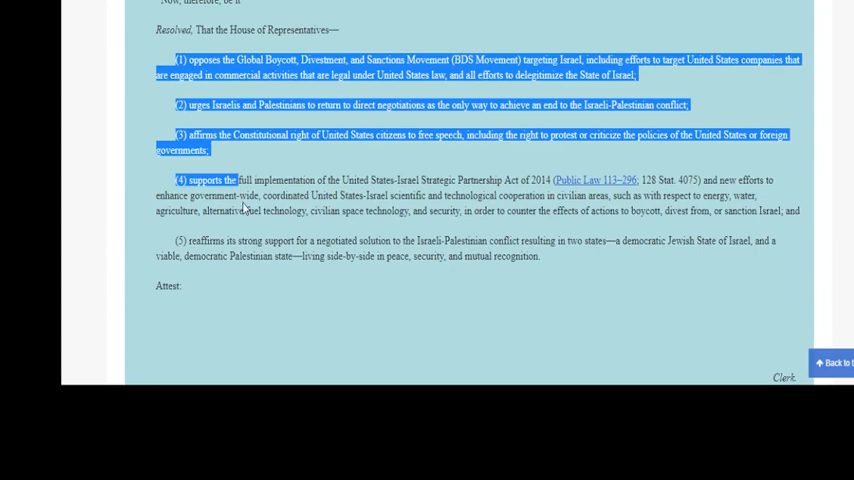 "Now, therefore, be it
Resolved, That the House of Representatives—
(1) opposes the Global Boycott, Divestment, and Sanctions Movement (BDS Movement) targeting Israel, including efforts to target United States companies that
are engaged in commercial activities that are legal under United States law, and all efforts to delegitimize the State of Israel;
(2) urges Israelis and Palestinians to return to direct negotiations as the only way to achieve an end to the Israeli-Palestinian conflict;
(3) affirms the Constitutional right of United States citizens to free speech, including the right to protest or criticize the policies of the United States or foreign
governments;
(4) supports the full implementation of the United States-Israel Strategic Partnership Act of 2014 (Public Law 113–296; 128 Stat. 4075) and new efforts to
enhance government-wide, coordinated United States-Israel scientific and technological cooperation in civilian areas, such as with respect to energy, water,
agriculture, alternative fuel technology, civilian space technology, and security, in order to counter the effects of actions to boycott, divest from, or sanction Israel; and
(5) reaffirms its strong support for a negotiated solution to the Israeli-Palestinian conflict resulting in two states—a democratic Jewish State of Israel, and a
viable, democratic Palestinian state—living side-by-side in peace, security, and mutual recognition.
Attest:
Back to t
Clerk.